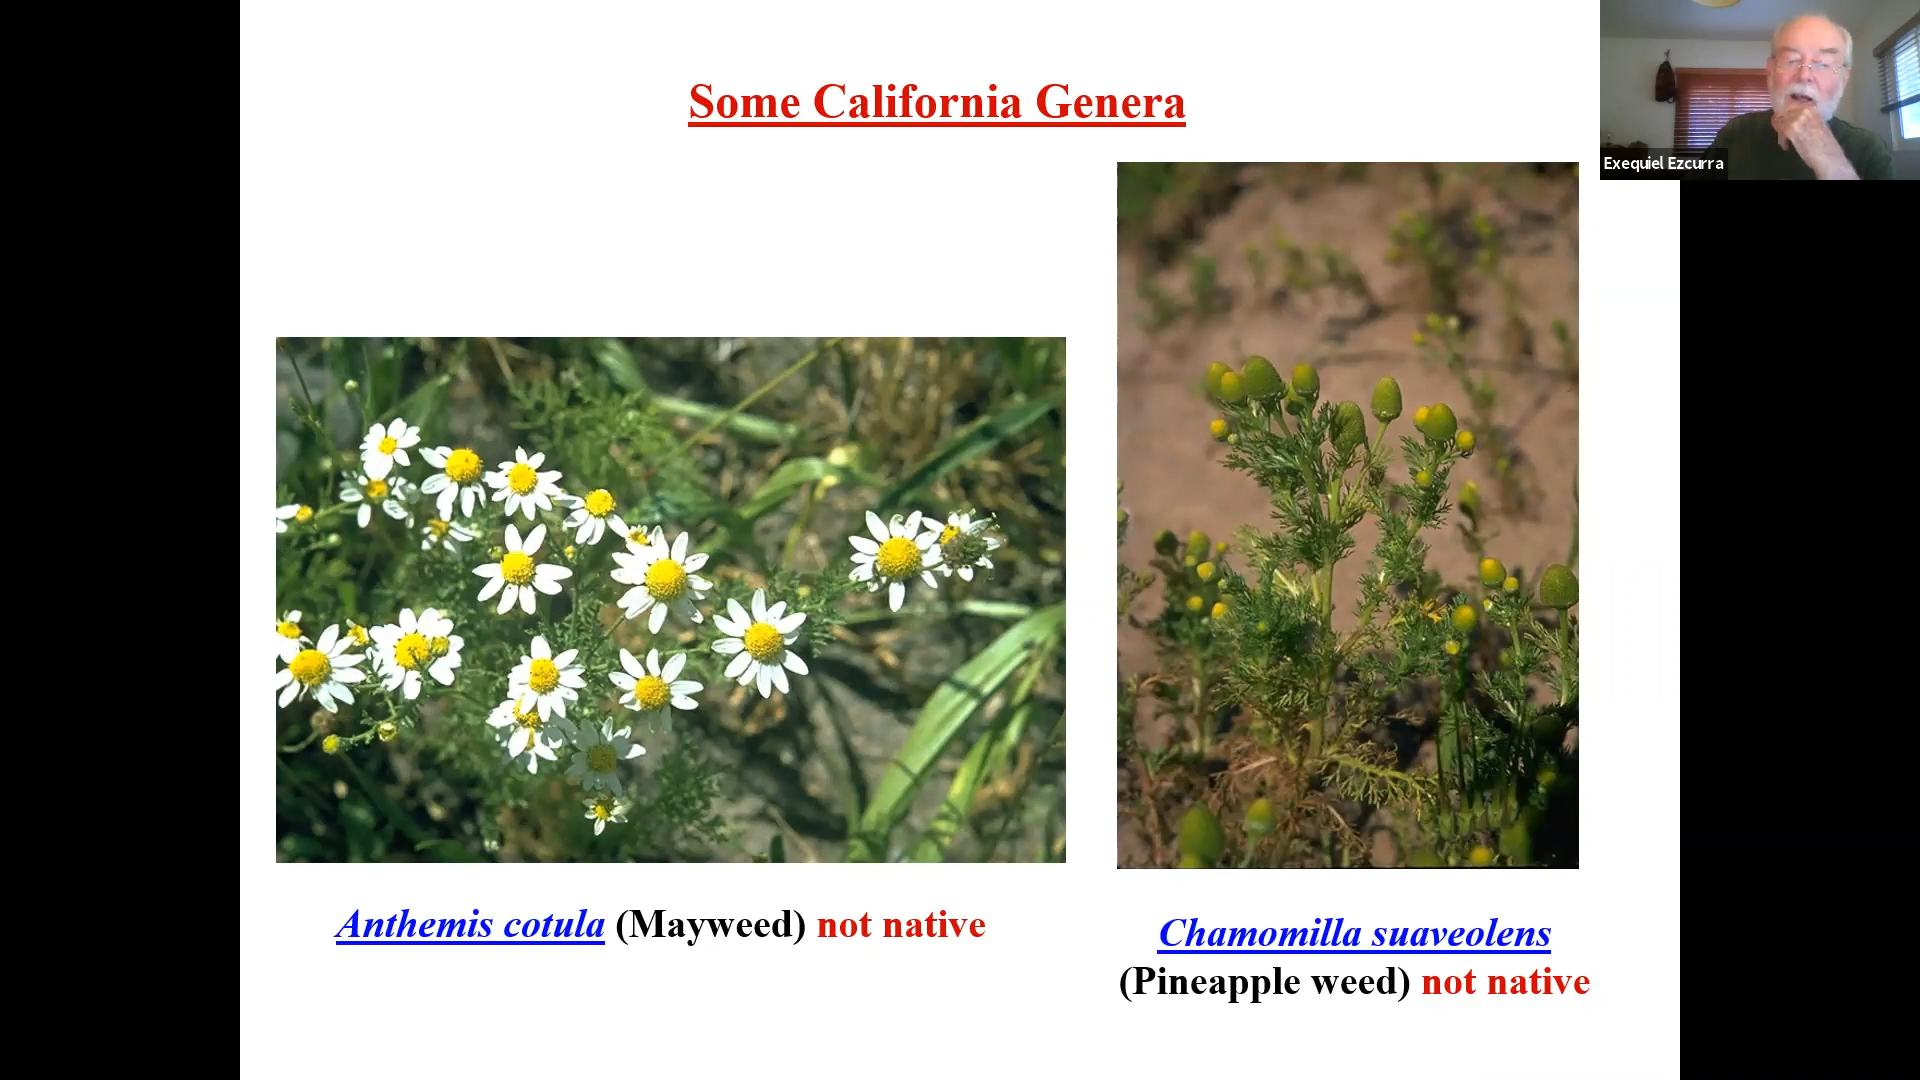 Some California Genera
Exequiel Ezcurra
Anthemis cotula (Mayweed) not native
Chamomilla suaveolens
(Pineapple weed) not native